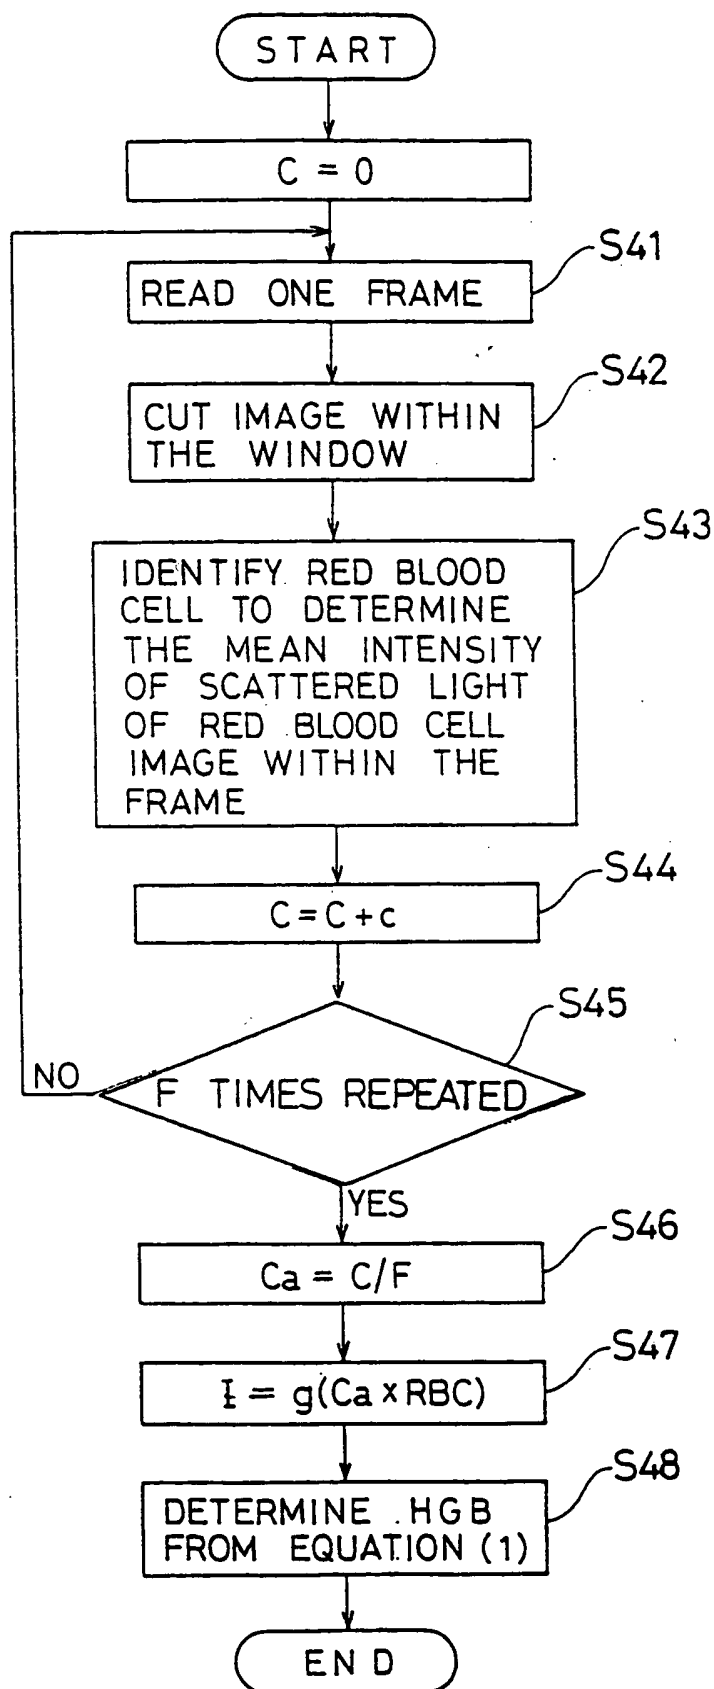 START
C = 0
S41
READ ONE FRAME
S42
CUT IMAGE WITHIN
THE WINDOW
S43
IDENTIFY RED BLOOD
CELL TO DETERMINE
THE MEAN INTENSITY
OF SCATTERED LIGHT
OF RED BLOOD CELL
IMAGE WITHIN THE
FRAME
S44
C = C + c
S45
NO
F TIMES REPEATED
YES
S46
Ca = C/F
S47
I = g(Ca x RBC)
S48
DETERMINE HGB
FROM EQUATION (1)
END